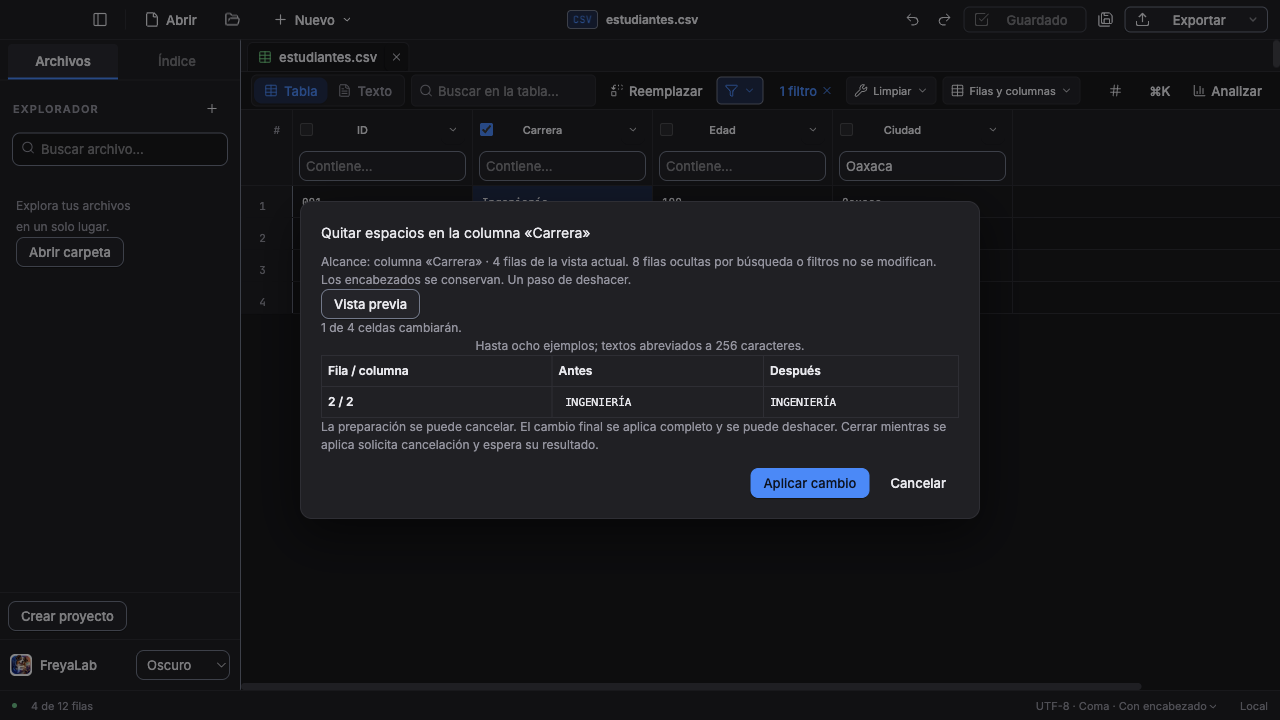 Abrir
Nuevo
CSV estudiantes.csv
Guardado
Exportar
Archivos
Índice
estudiantes.csv
EXPLORADOR
Buscar archivo...
Explora tus archivos
en un solo lugar.
Abrir carpeta
Tabla
Texto
Buscar en la tabla...
Reemplazar
1 filtro
Limpiar
Filas y columnas
⌘K
Analizar
# ID Carrera Edad Ciudad
Contiene... Contiene... Contiene... Oaxaca
1
2
3
4
Quitar espacios en la columna «Carrera»
Alcance: columna «Carrera» · 4 filas de la vista actual. 8 filas ocultas por búsqueda o filtros no se modifican.
Los encabezados se conservan. Un paso de deshacer.
Vista previa
1 de 4 celdas cambiarán.
Hasta ocho ejemplos; textos abreviados a 256 caracteres.
Fila / columna Antes Después
2 / 2 INGENIERÍA INGENIERÍA
La preparación se puede cancelar. El cambio final se aplica completo y se puede deshacer. Cerrar mientras se
aplica solicita cancelación y espera su resultado.
Aplicar cambio
Cancelar
Crear proyecto
FreyaLab
Oscuro
4 de 12 filas
UTF-8 · Coma · Con encabezado
Local